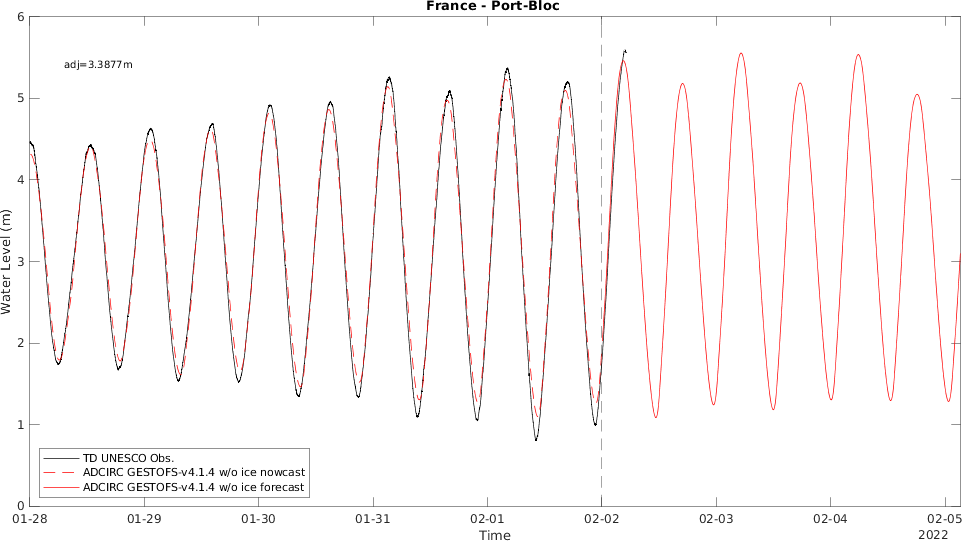 France - Port-Bloc
6
adj=3.3877m
5
4
3
2
1
0
Water Level (m)
TD UNESCO Obs.
ADCIRC GESTOFS-v4.1.4 w/o ice nowcast
ADCIRC GESTOFS-v4.1.4 w/o ice forecast
01-28 01-29 01-30 01-31 02-01 02-02 02-03 02-04 02-05
Time
2022